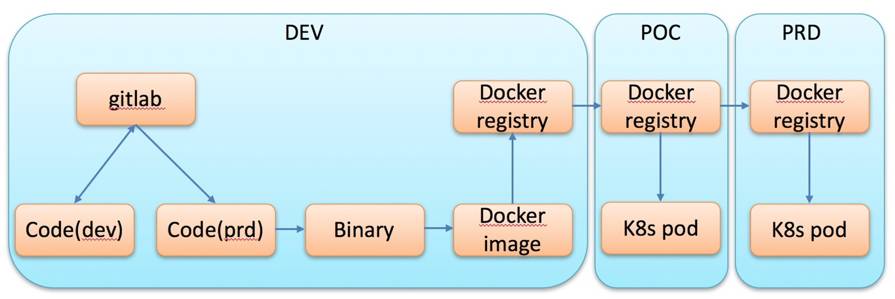 DEV
POC
PRD
gitlab
Docker
registry
Docker
registry
Docker
registry
Code(dev)
Code(prd)
Binary
Docker
image
K8s pod
K8s pod